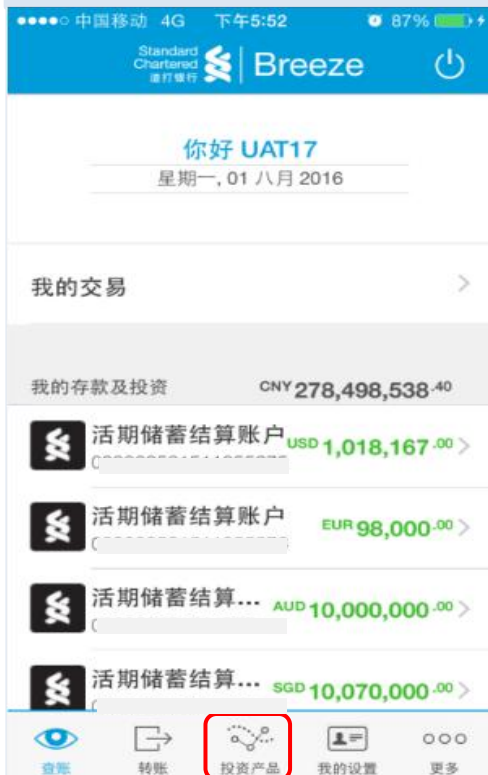 中国移动 4G 下午5:52 87%
Standard
Chartered
渣打银行
Breeze
你好 UAT17
星期一, 01 八月 2016
我的交易
我的存款及投资 CNY 278,498,538.40
活期储蓄结算账户 USD 1,018,167.00
活期储蓄结算账户 EUR 98,000.00
活期储蓄结算... AUD 10,000,000.00
活期储蓄结算... SGD 10,070,000.00
查账 转账 投资产品 我的设置 更多